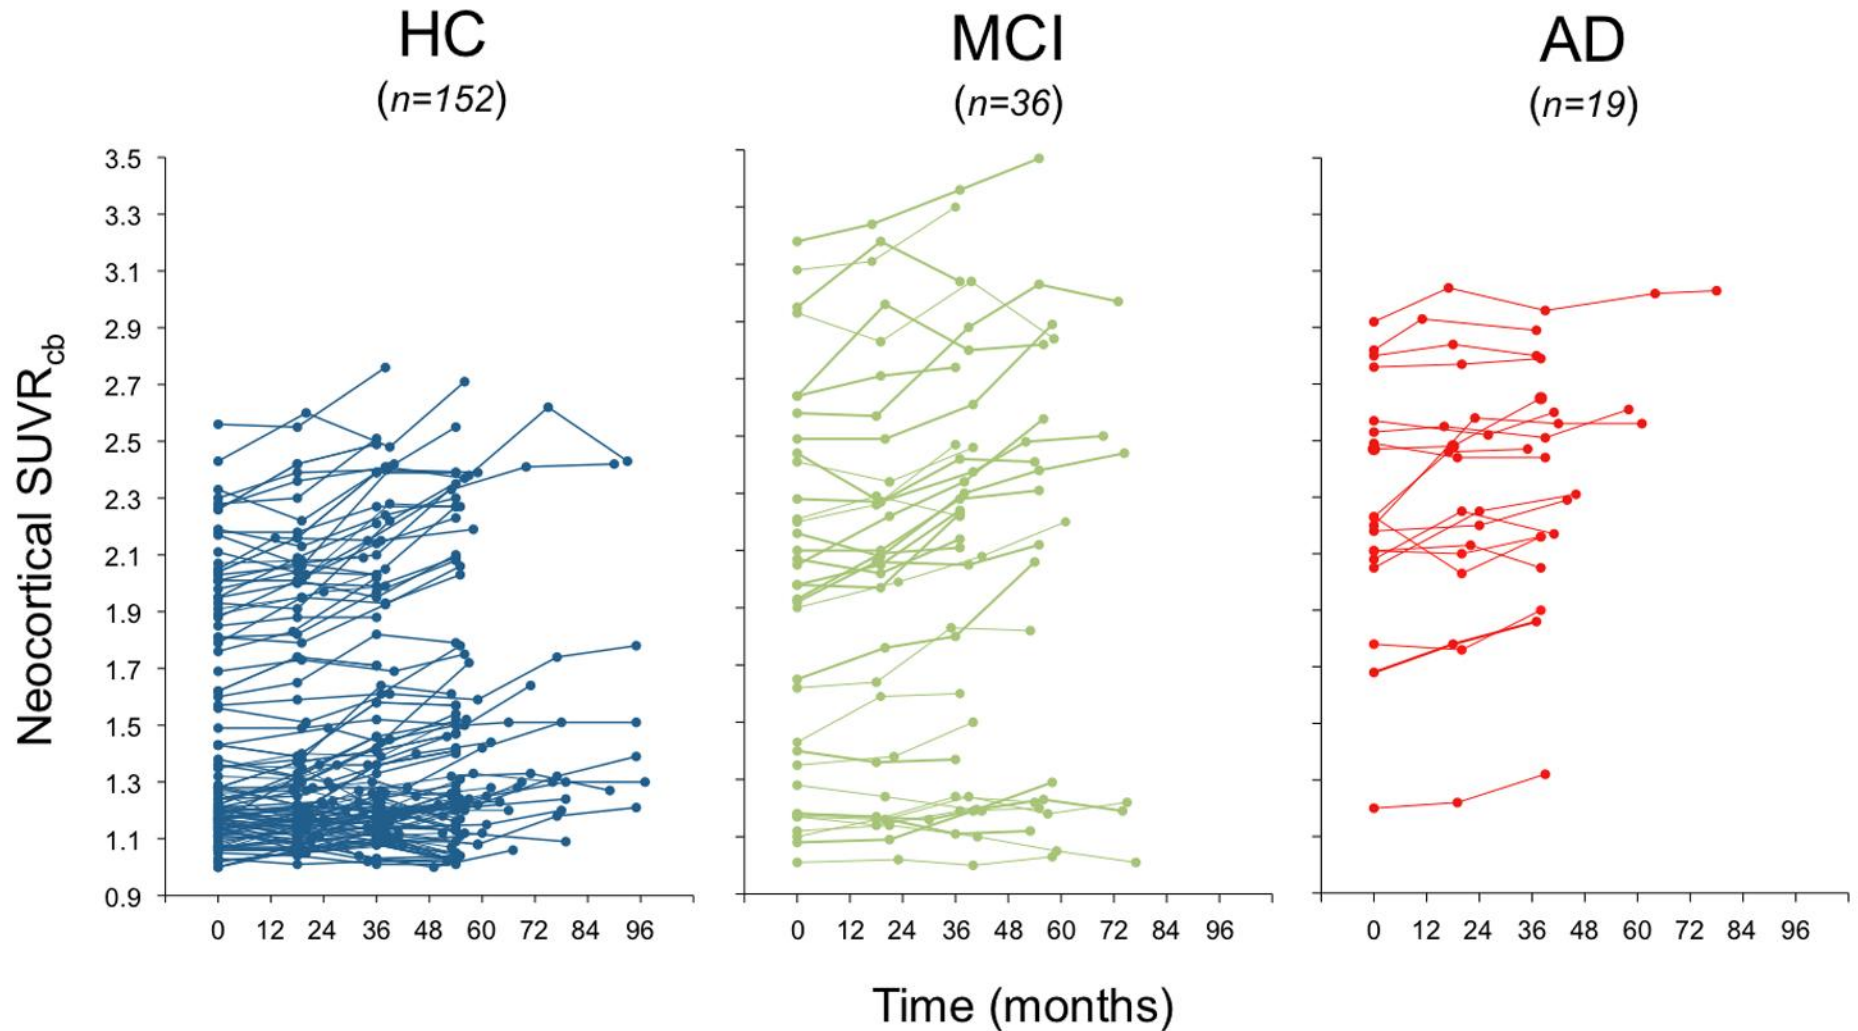 HC MCI AD
(n=152) (n=36) (n=19)
3.5
3.3
3.1
2.9
2.7
2.5
2.3
2.1
1.9
1.7
1.5
1.3
1.1
0.9
Neocortical SUVRcb
0 12 24 36 48 60 72 84 96 0 12 24 36 48 60 72 84 96 0 12 24 36 48 60 72 84 96
Time (months)